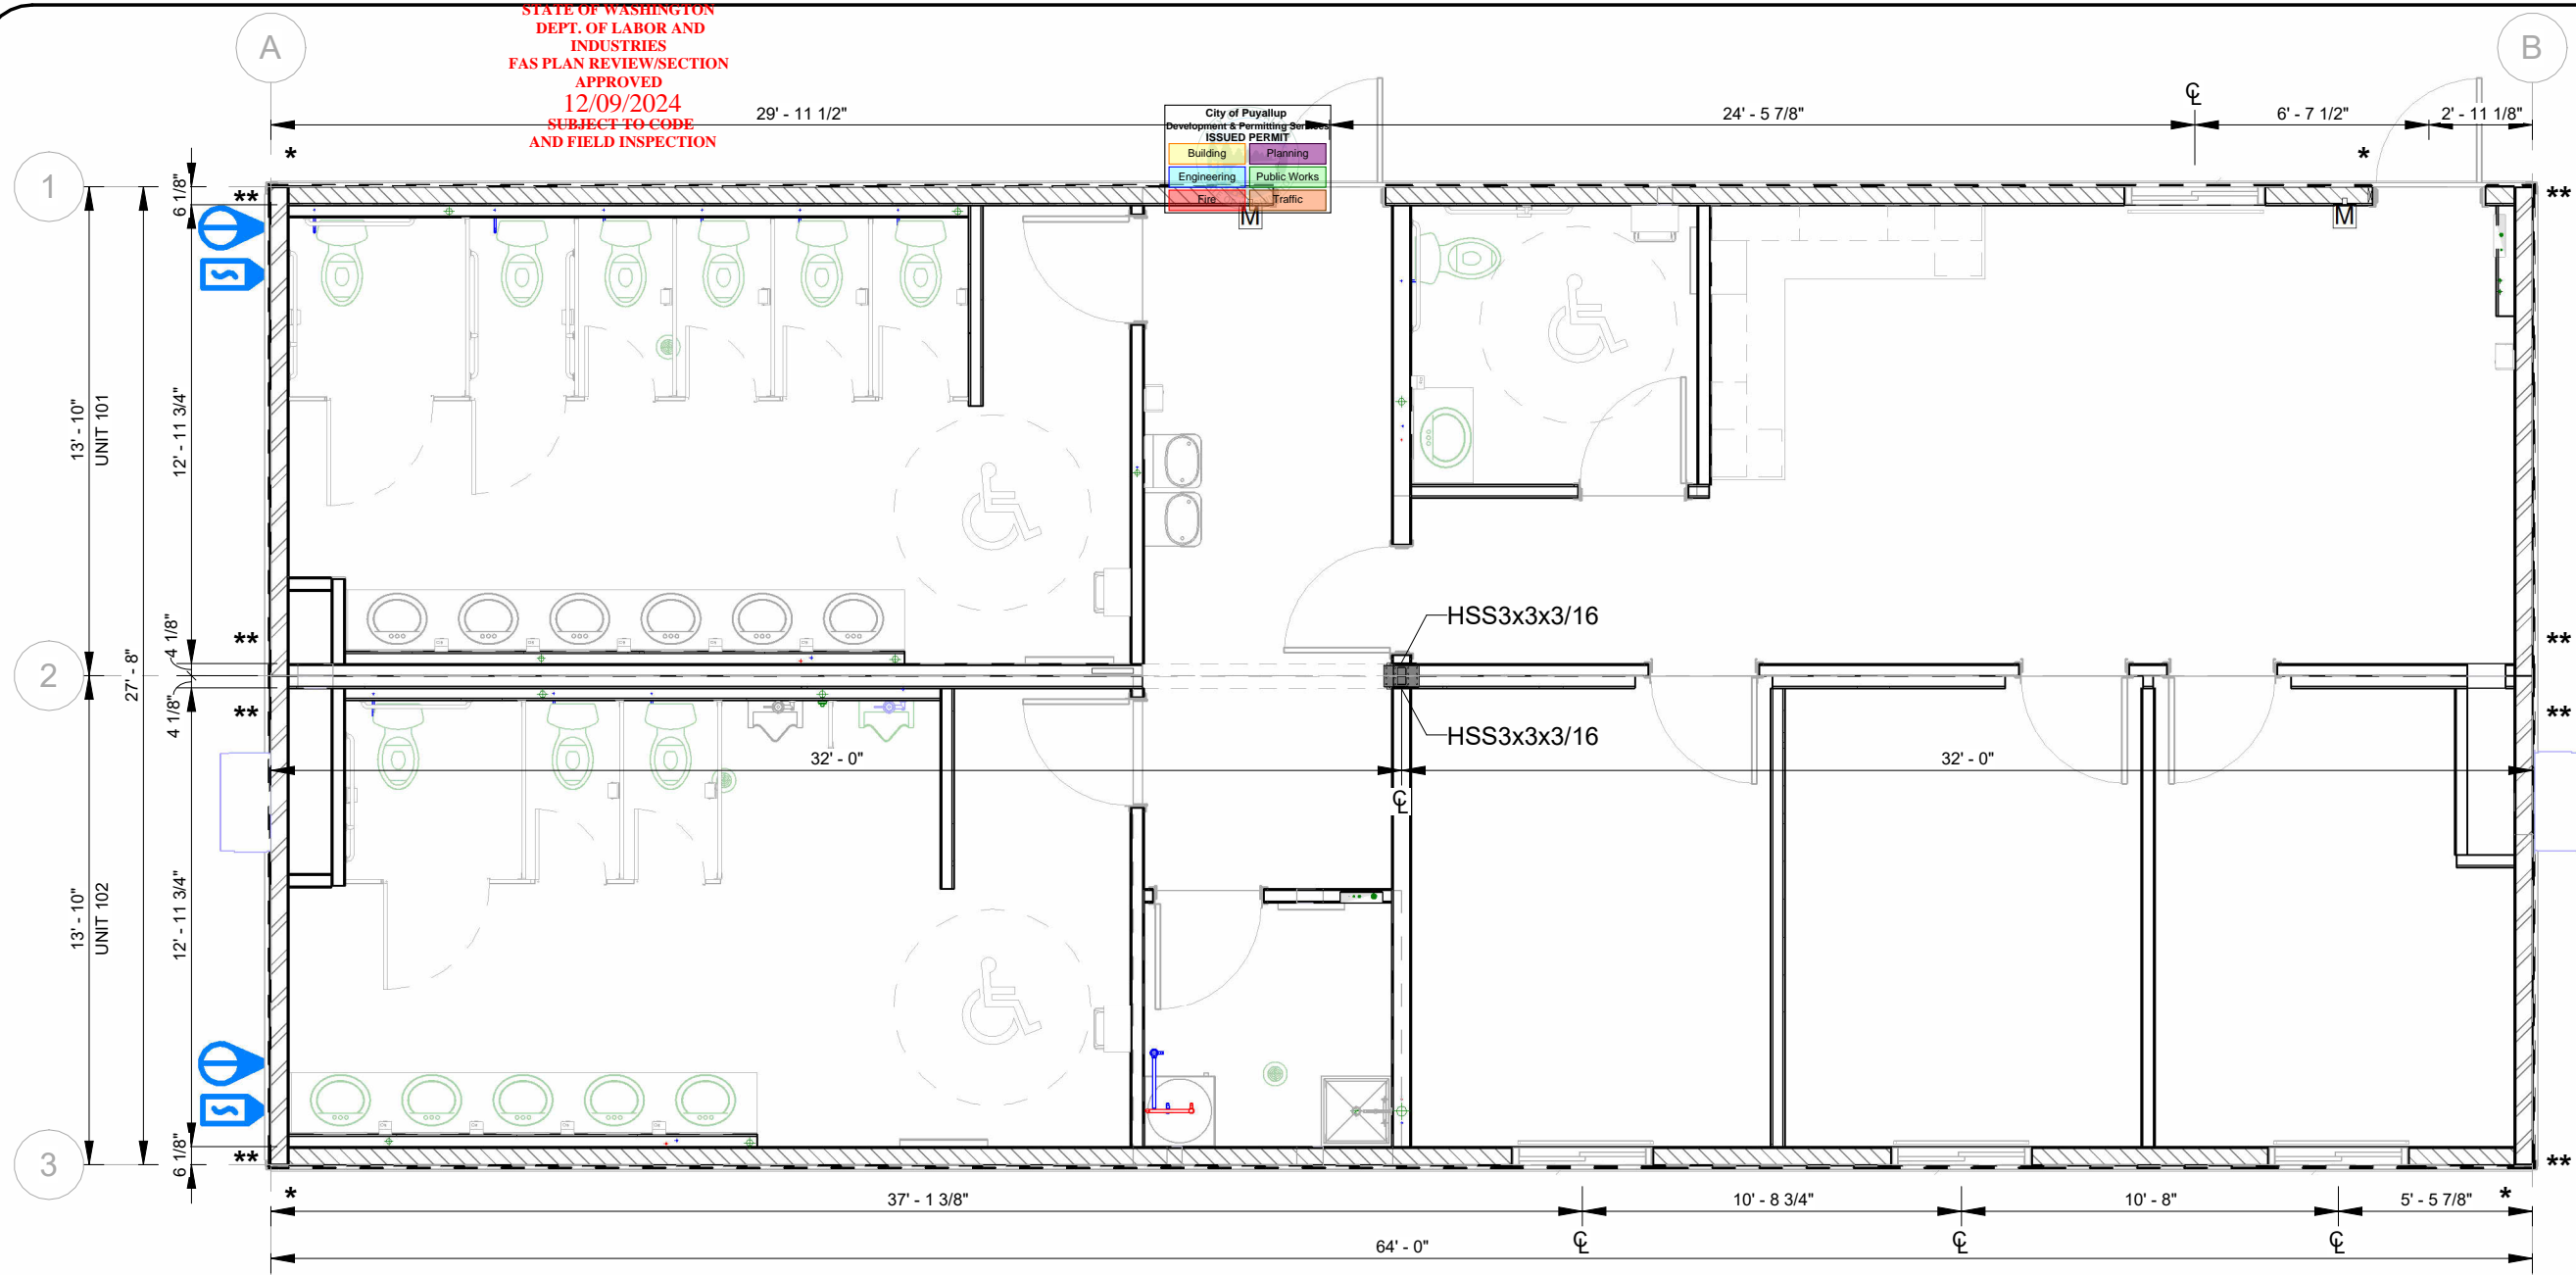 STATE OF WASHINGTON
DEPT. OF LABOR AND
INDUSTRIES
FAS PLAN REVIEW/SECTION
APPROVED
12/09/2024
SUBJECT TO CODE
AND FIELD INSPECTION
A
B
29' - 11 1/2"
City of Puyallup
Development & Permitting Services
ISSUED PERMIT
Building
Planning
Engineering
Public Works
Fire
Traffic
24' - 5 7/8"
℄
6' - 7 1/2"
2' - 11 1/8"
*
*
1
6 1/8"
**
**
M
M
13' - 10"
UNIT 101
12' - 11 3/4"
HSS3x3x3/16
**
**
4 1/8"
2
27' - 8"
4 1/8"
**
**
HSS3x3x3/16
32' - 0"
32' - 0"
℄
13' - 10"
UNIT 102
12' - 11 3/4"
3
6 1/8"
**
**
*
*
37' - 1 3/8"
10' - 8 3/4"
10' - 8"
5' - 5 7/8"
℄
℄
℄
64' - 0"